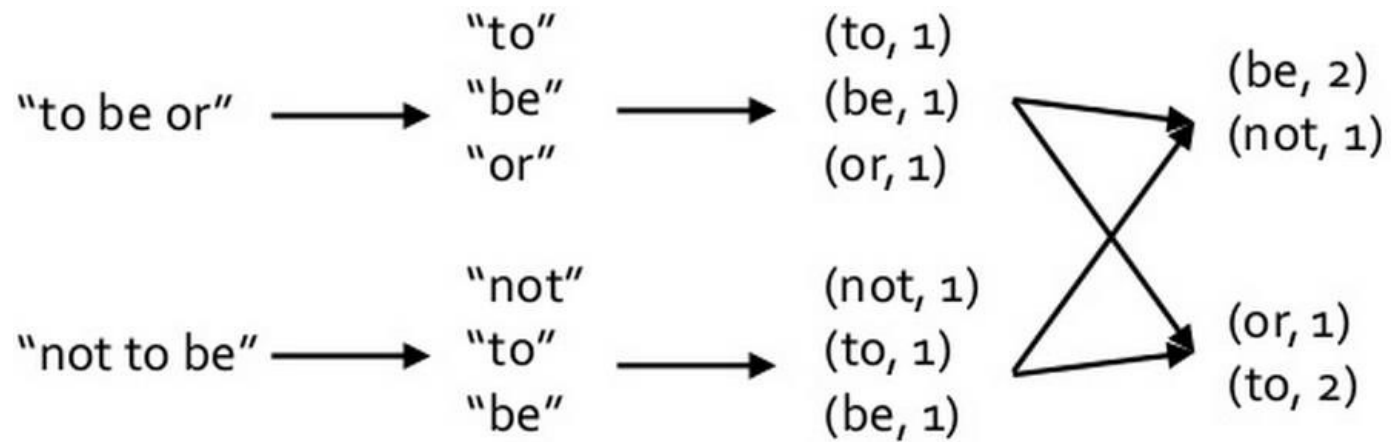 “to be or”
“to”
“be”
“or”
(to, 1)
(be, 1)
(or, 1)
(be, 2)
(not, 1)
“not to be”
“not”
“to”
“be”
(not, 1)
(to, 1)
(be, 1)
(or, 1)
(to, 2)